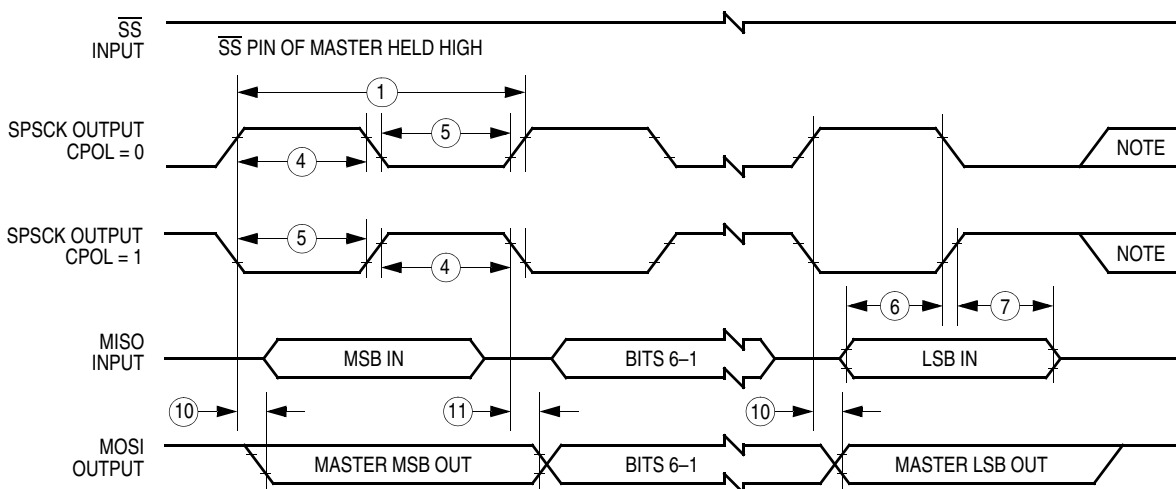 SS
INPUT
SS PIN OF MASTER HELD HIGH
1
SPSCK OUTPUT
CPOL = 0
5
4
NOTE
SPSCK OUTPUT
CPOL = 1
5
4
NOTE
6
7
MISO
INPUT
MSB IN
BITS 6–1
LSB IN
10
11
10
MOSI
OUTPUT
MASTER MSB OUT
BITS 6–1
MASTER LSB OUT